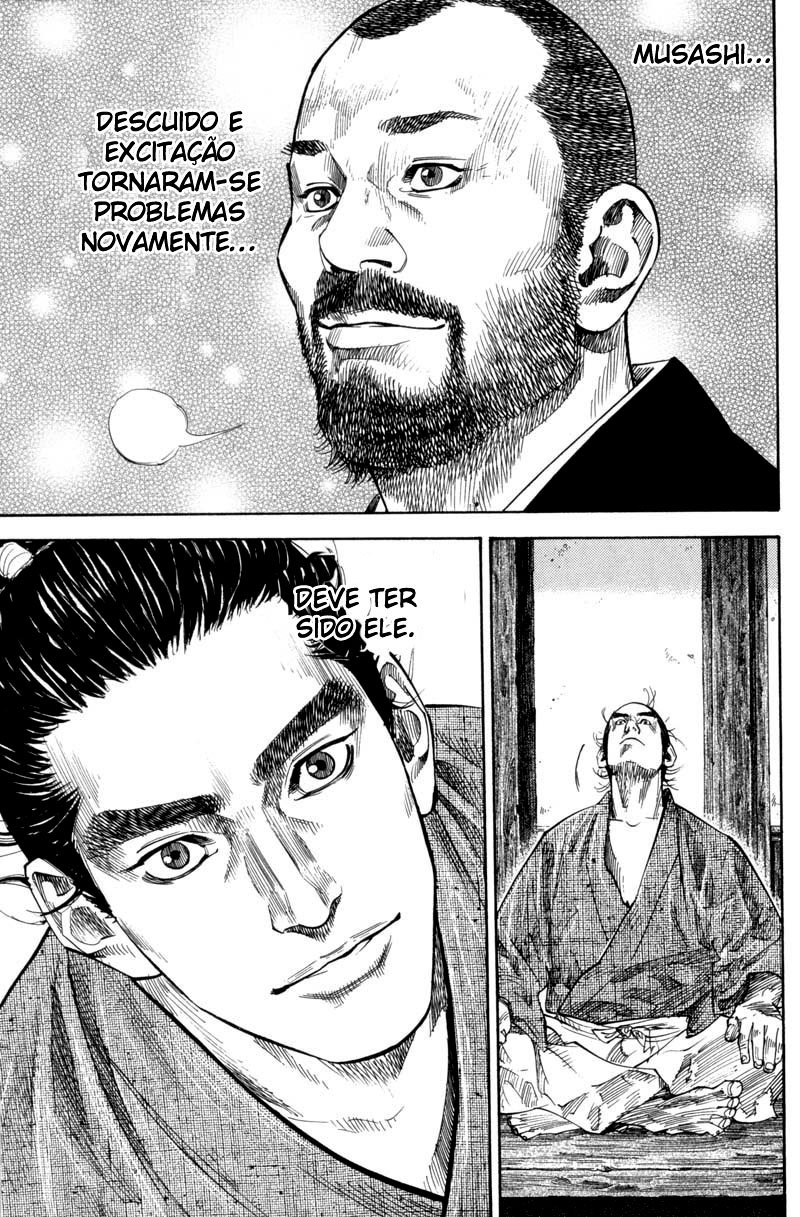 MUSASHI...
DESCUIDO E
EXCITAÇÃO
TORNARAM-SE
PROBLEMAS
NOVAMENTE...
DEVE TER
SIDO ELE.